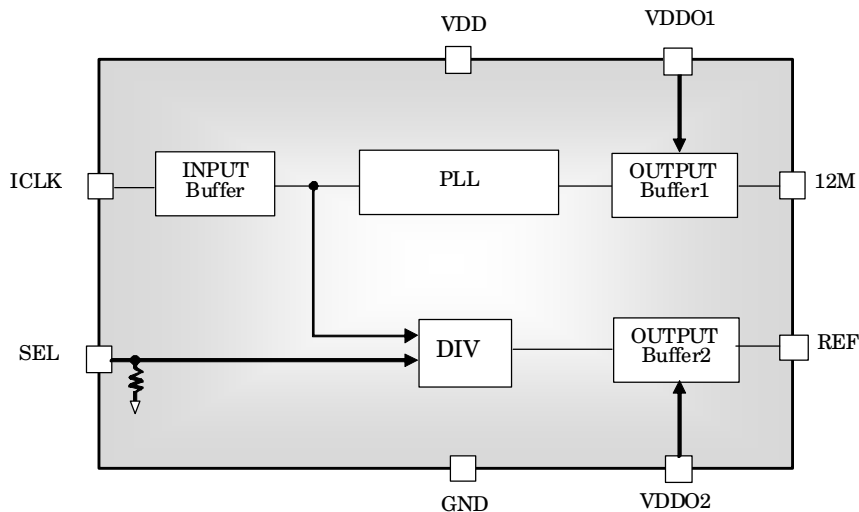 VDD
VDDO1
ICLK
INPUT
Buffer
PLL
OUTPUT
Buffer1
12M
SEL
DIV
OUTPUT
Buffer2
REF
GND
VDDO2